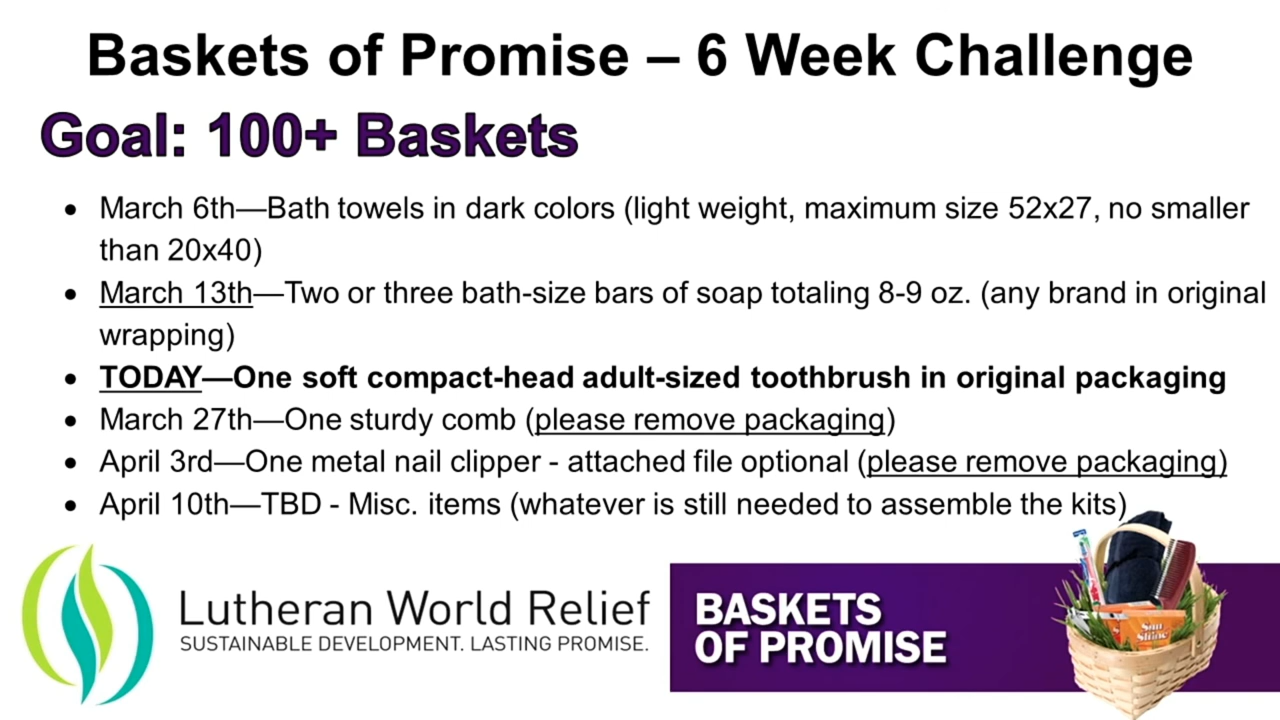 Baskets of Promise – 6 Week Challenge
Goal: 100+ Baskets
• March 6th—Bath towels in dark colors (light weight, maximum size 52x27, no smaller
than 20x40)
• March 13th—Two or three bath-size bars of soap totaling 8-9 oz. (any brand in original
wrapping)
• TODAY—One soft compact-head adult-sized toothbrush in original packaging
• March 27th—One sturdy comb (please remove packaging)
• April 3rd—One metal nail clipper - attached file optional (please remove packaging)
• April 10th—TBD - Misc. items (whatever is still needed to assemble the kits)
Lutheran World Relief
SUSTAINABLE DEVELOPMENT. LASTING PROMISE.
BASKETS
OF PROMISE
Sun
Shine